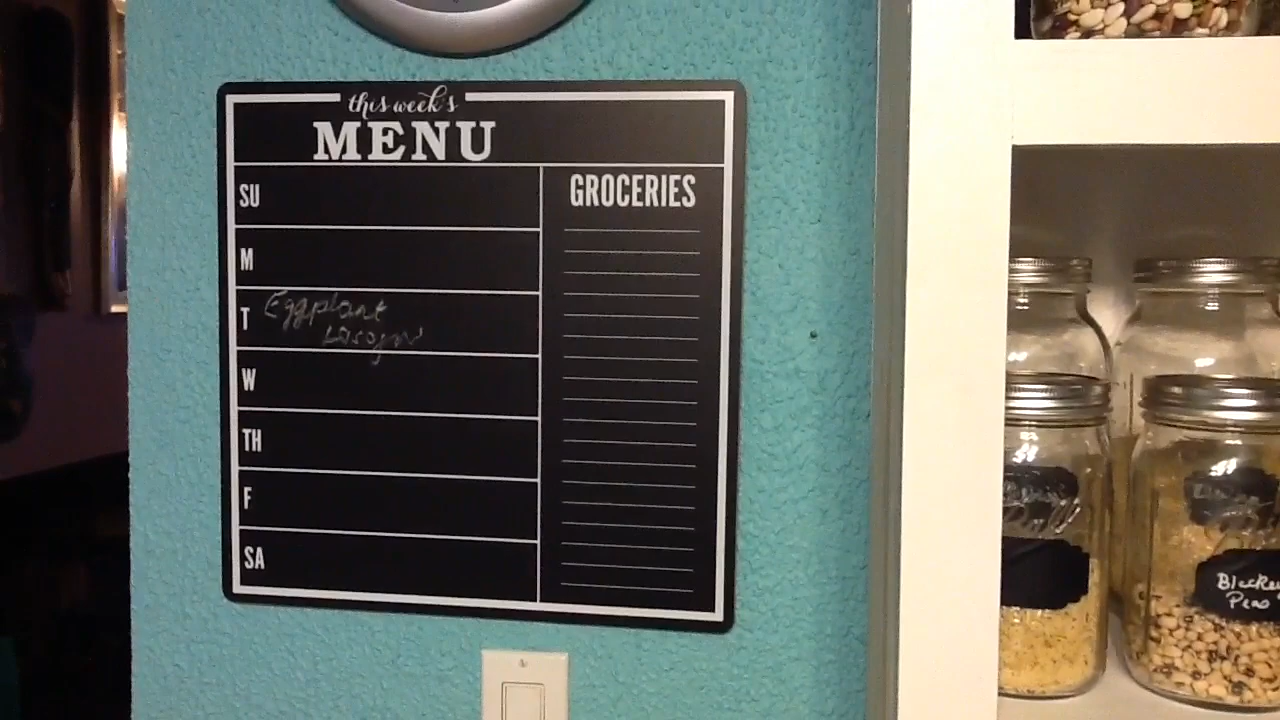 this week's
MENU
SU
GROCERIES
M
T
Eggplant
W
TH
F
SA
Peas